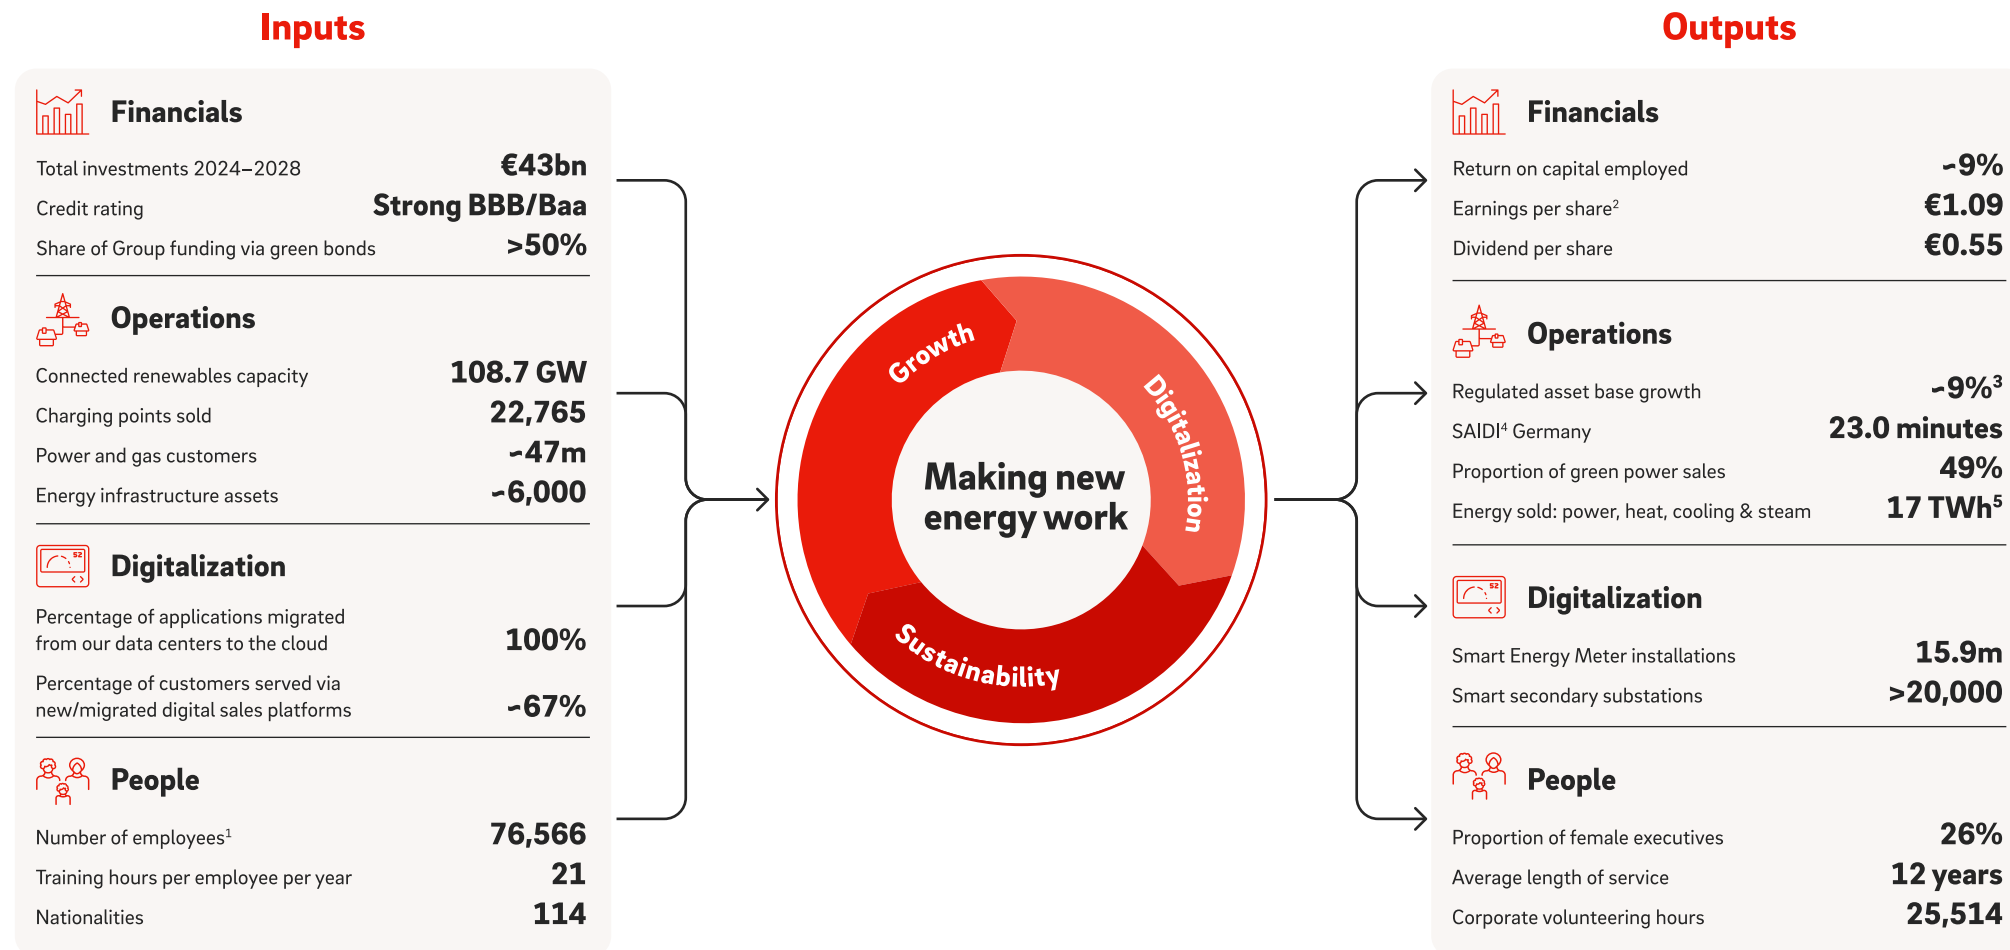 Inputs
Financials
Total investments 2024–2028 €43bn
Credit rating Strong BBB/Baa
Share of Group funding via green bonds >50%
Operations
Connected renewables capacity 108.7 GW
Charging points sold 22,765
Power and gas customers ~47m
Energy infrastructure assets ~6,000
Digitalization
Percentage of applications migrated
from our data centers to the cloud 100%
Percentage of customers served via
new/migrated digital sales platforms ~67%
People
Number of employees¹ 76,566
Training hours per employee per year 21
Nationalities 114
Growth
Digitalization
Sustainability
Making new
energy work
Outputs
Financials
Return on capital employed ~9%
Earnings per share² €1.09
Dividend per share €0.55
Operations
Regulated asset base growth ~9%³
SAIDI⁴ Germany 23.0 minutes
Proportion of green power sales 49%
Energy sold: power, heat, cooling & steam 17 TWh⁵
Digitalization
Smart Energy Meter installations 15.9m
Smart secondary substations >20,000
People
Proportion of female executives 26%
Average length of service 12 years
Corporate volunteering hours 25,514